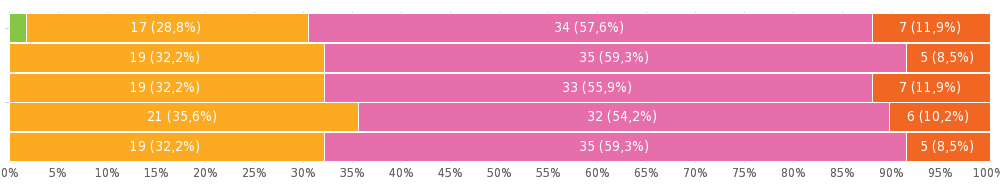 17 (28,8%) 34 (57,6%) 7 (11,9%)
19 (32,2%) 35 (59,3%) 5 (8,5%)
19 (32,2%) 33 (55,9%) 7 (11,9%)
21 (35,6%) 32 (54,2%) 6 (10,2%)
19 (32,2%) 35 (59,3%) 5 (8,5%)
0% 5% 10% 15% 20% 25% 30% 35% 40% 45% 50% 55% 60% 65% 70% 75% 80% 85% 90% 95% 100%